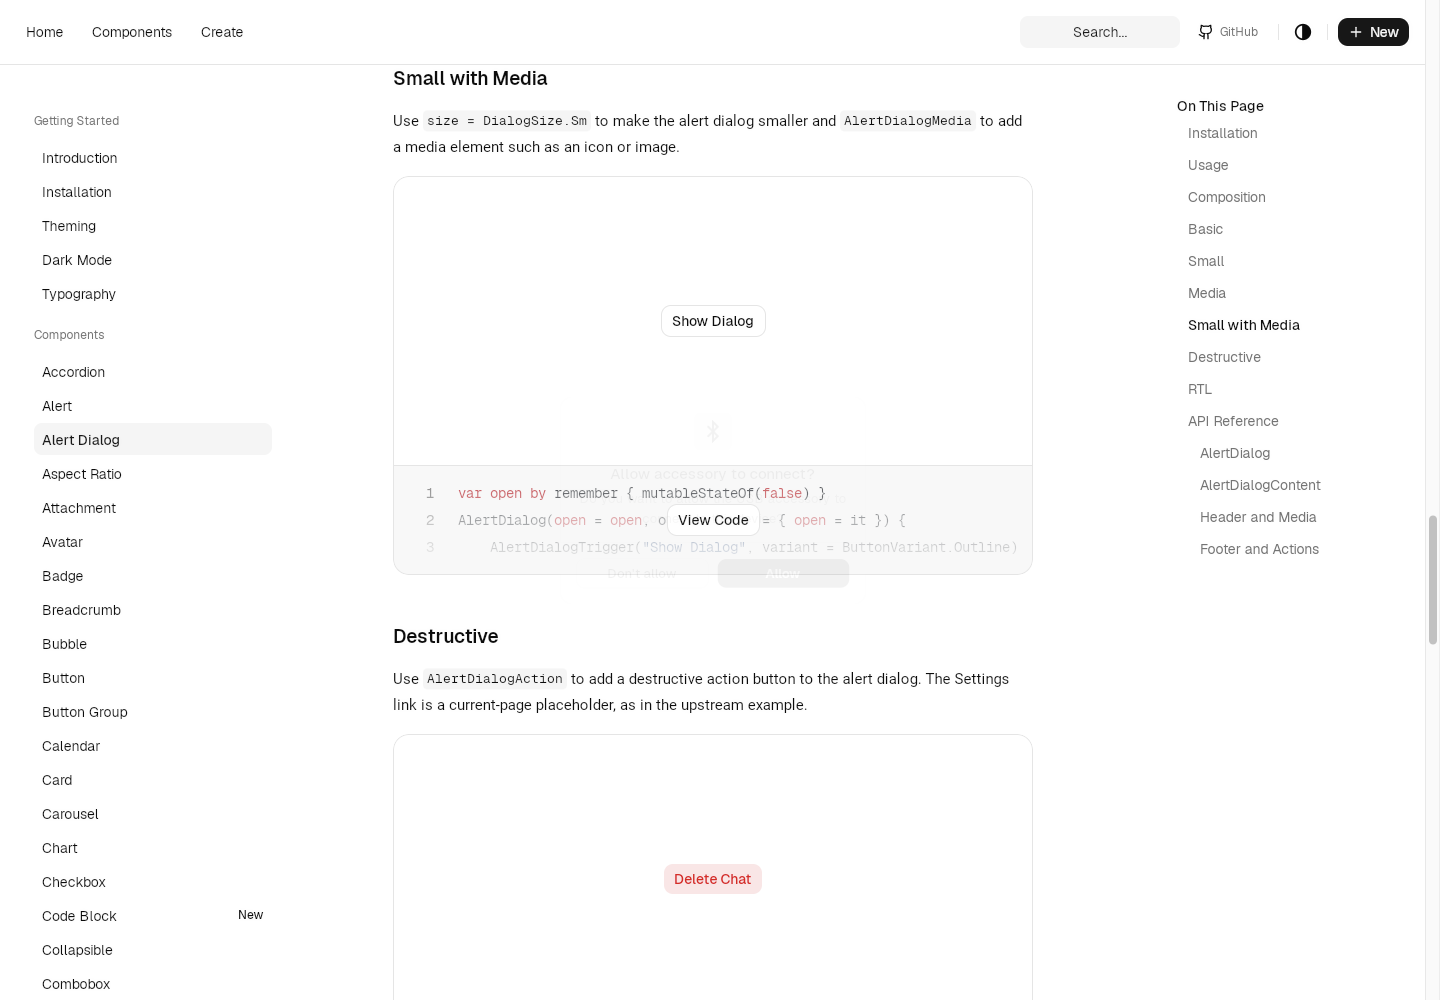 Home
Components
Create
Search...
GitHub
New
Getting Started
Introduction
Installation
Theming
Dark Mode
Typography
Components
Accordion
Alert
Alert Dialog
Aspect Ratio
Attachment
Avatar
Badge
Breadcrumb
Bubble
Button
Button Group
Calendar
Card
Carousel
Chart
Checkbox
Code Block New
Collapsible
Combobox
Small with Media
Use size = DialogSize.Sm to make the alert dialog smaller and AlertDialogMedia to add
a media element such as an icon or image.
Show Dialog
Allow accessory to connect?
1 var open by remember { mutableStateOf(false) }
2 AlertDialog(open = open, o = { open = it }) {
View Code
3 AlertDialogTrigger("Show Dialog", variant = ButtonVariant.Outline)
Don't allow
Allow
Destructive
Use AlertDialogAction to add a destructive action button to the alert dialog. The Settings
link is a current-page placeholder, as in the upstream example.
Delete Chat
On This Page
Installation
Usage
Composition
Basic
Small
Media
Small with Media
Destructive
RTL
API Reference
AlertDialog
AlertDialogContent
Header and Media
Footer and Actions